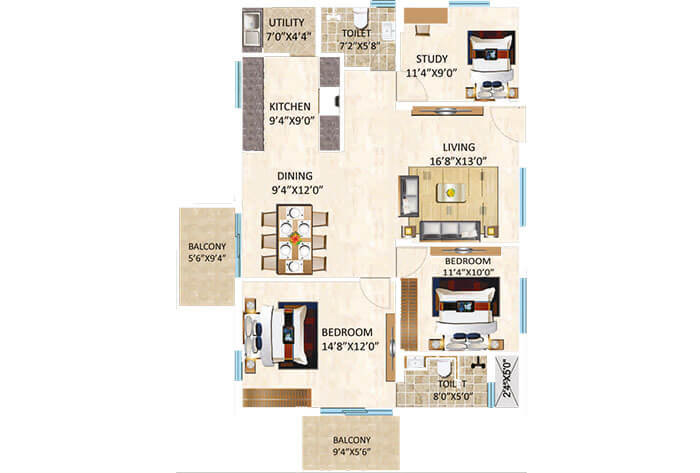 UTILITY
7'0"X4'4"
TOILET
7'2"X5'8"
STUDY
11'4"X9'0"
KITCHEN
9'4"X9'0"
LIVING
16'8"X13'0"
DINING
9'4"X12'0"
BALCONY
5'6"X9'4"
BEDROOM
11'4"X10'0"
BEDROOM
14'8"X12'0"
TOILET
8'0"X5'0"
2'4"X5'0"
BALCONY
9'4"X5'6"